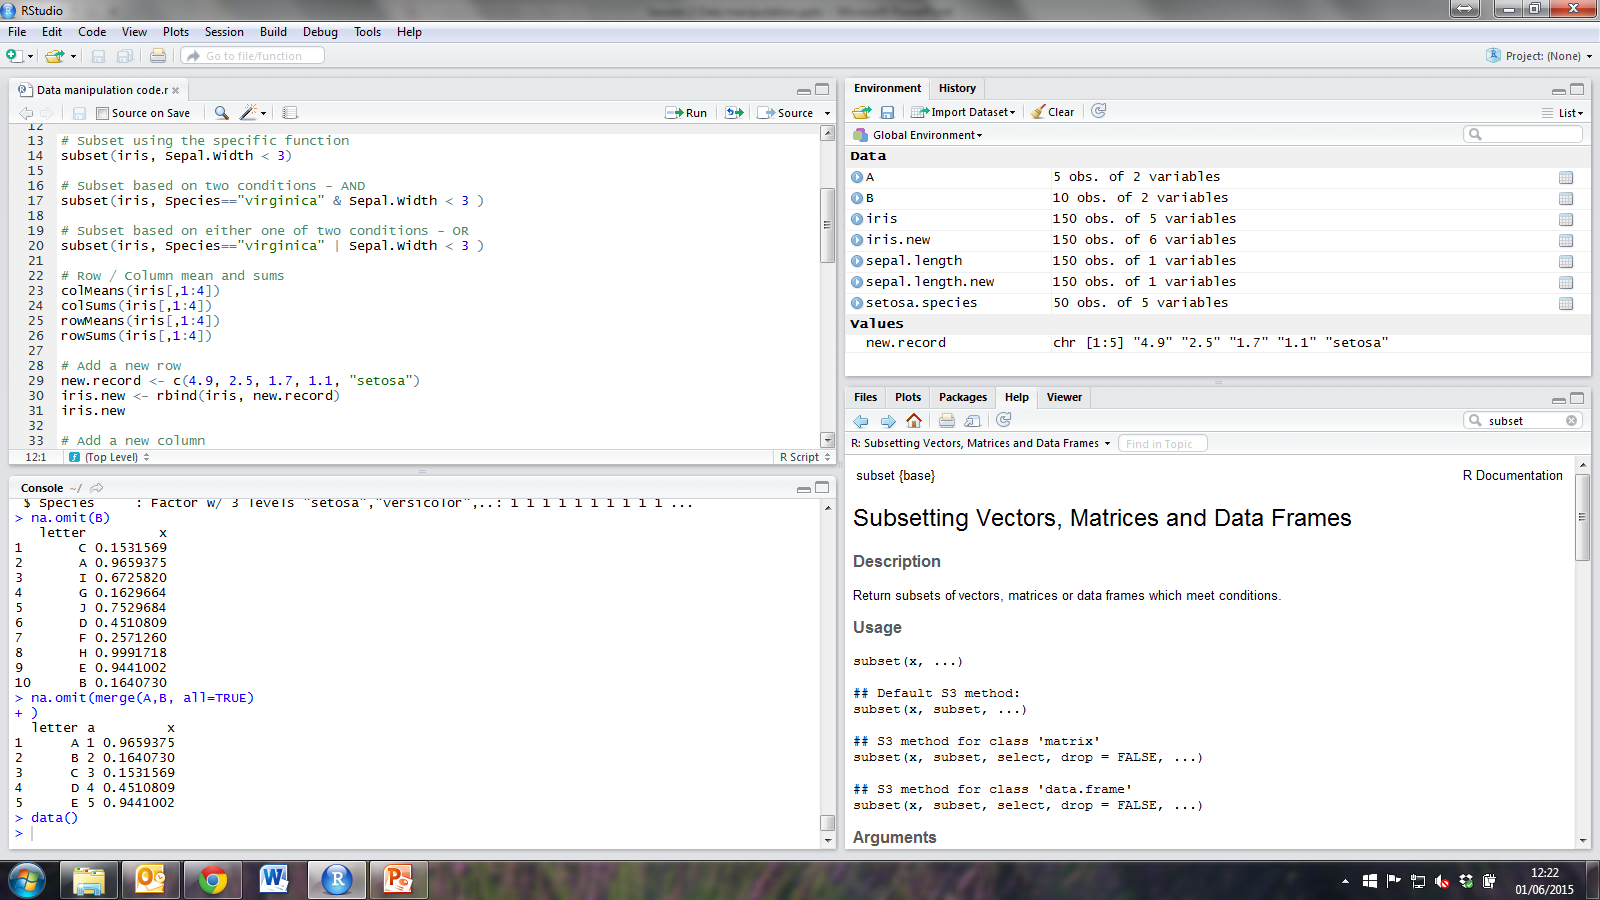 RStudio
File Edit Code View Plots Session Build Debug Tools Help
Go to file/function
Project: (None)
Data manipulation code.r
Source on Save
Run
Source
12
13 # Subset using the specific function
14 subset(iris, Sepal.Width < 3)
15
16 # Subset based on two conditions - AND
17 subset(iris, Species=="virginica" & Sepal.Width < 3 )
18
19 # Subset based on either one of two conditions - OR
20 subset(iris, Species=="virginica" | Sepal.Width < 3 )
21
22 # Row / Column mean and sums
23 colMeans(iris[,1:4])
24 colSums(iris[,1:4])
25 rowMeans(iris[,1:4])
26 rowSums(iris[,1:4])
27
28 # Add a new row
29 new.record <- c(4.9, 2.5, 1.7, 1.1, "setosa")
30 iris.new <- rbind(iris, new.record)
31 iris.new
32
33 # Add a new column
12:1 (Top Level) R Script
Console ~/
$ Species : Factor w/ 3 levels "setosa","versicolor",..: 1 1 1 1 1 1 1 1 1 1 ...
> na.omit(B)
letter x
1 C 0.1531569
2 A 0.9659375
3 I 0.6725820
4 G 0.1629664
5 J 0.7529684
6 D 0.4510809
7 F 0.2571260
8 H 0.9991718
9 E 0.9441002
10 B 0.1640730
> na.omit(merge(A,B, all=TRUE)
+ )
letter a x
1 A 1 0.9659375
2 B 2 0.1640730
3 C 3 0.1531569
4 D 4 0.4510809
5 E 5 0.9441002
> data()
>
Environment History
Import Dataset Clear List
Global Environment
Data
A 5 obs. of 2 variables
B 10 obs. of 2 variables
iris 150 obs. of 5 variables
iris.new 150 obs. of 6 variables
sepal.length 150 obs. of 1 variables
sepal.length.new 150 obs. of 1 variables
setosa.species 50 obs. of 5 variables
Values
new.record chr [1:5] "4.9" "2.5" "1.7" "1.1" "setosa"
Files Plots Packages Help Viewer
subset
R: Subsetting Vectors, Matrices and Data Frames Find in Topic
subset {base} R Documentation
Subsetting Vectors, Matrices and Data Frames
Description
Return subsets of vectors, matrices or data frames which meet conditions.
Usage
subset(x, ...)
## Default S3 method:
subset(x, subset, ...)
## S3 method for class 'matrix'
subset(x, subset, select, drop = FALSE, ...)
## S3 method for class 'data.frame'
subset(x, subset, select, drop = FALSE, ...)
Arguments
12:22
01/06/2015